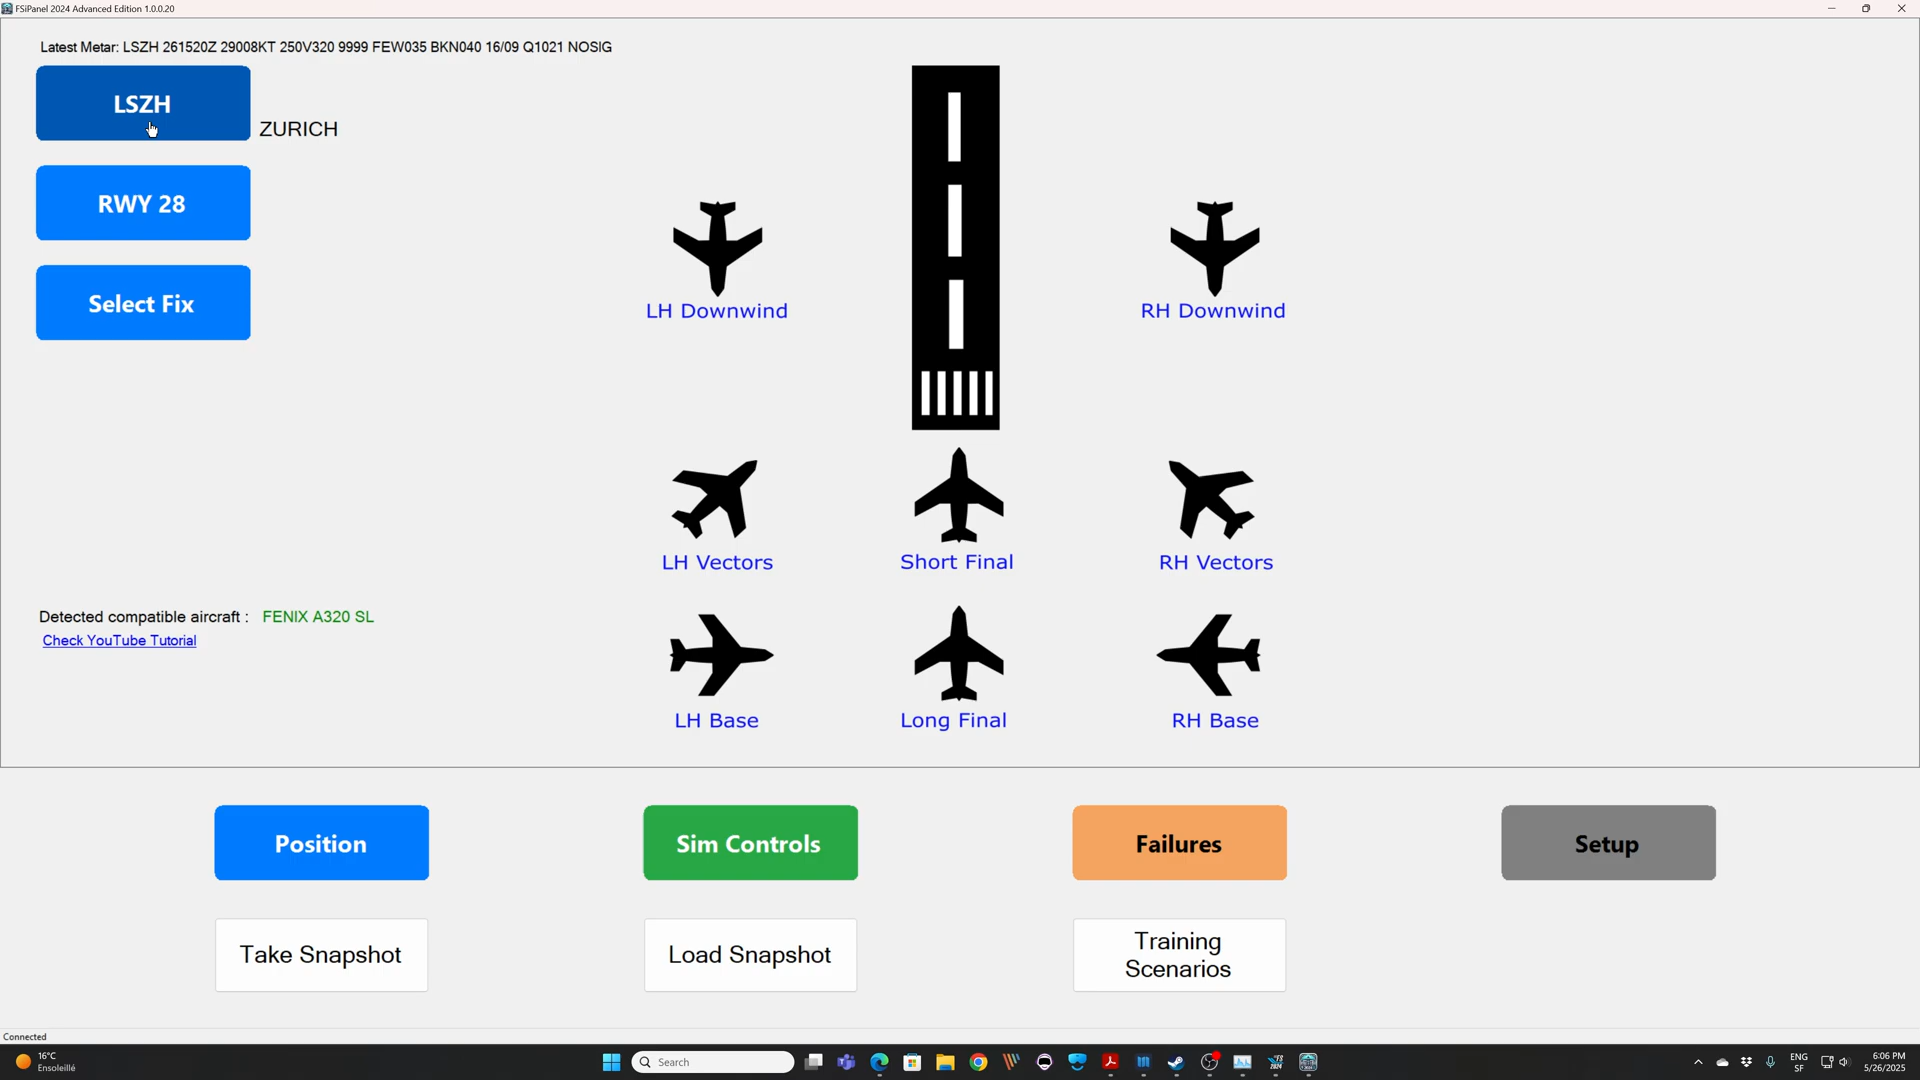 FSiPanel 2024 Advanced Edition 1.0.0.20
Latest Metar: LSZH 261520Z 29008KT 250V320 9999 FEW035 BKN040 16/09 Q1021 NOSIG
LSZH
ZURICH
RWY 28
Select Fix
LH Downwind
RH Downwind
LH Vectors
Short Final
RH Vectors
Detected compatible aircraft : FENIX A320 SL
Check YouTube Tutorial
LH Base
Long Final
RH Base
Position
Sim Controls
Failures
Setup
Take Snapshot
Load Snapshot
Training
Scenarios
Connected
16°C
Ensoleillé
Search
ENG
SF
6:06 PM
5/26/2025